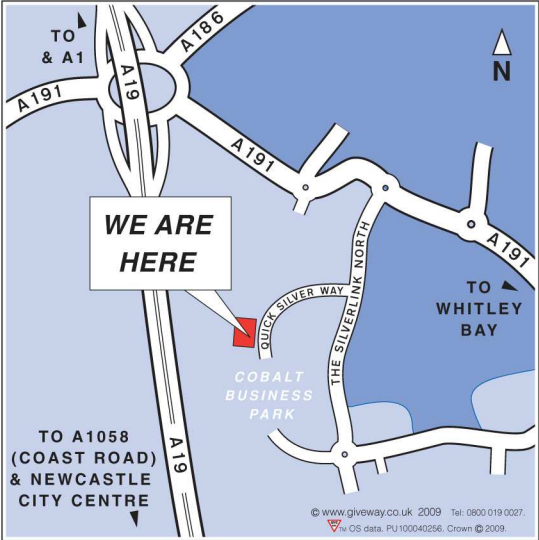 TO
& A1
A186
A19
A191
N
A191
WE ARE
HERE
THE SILVERLINK NORTH
QUICK SILVER WAY
A191
TO
WHITLEY
BAY
COBALT
BUSINESS
PARK
TO A1058
(COAST ROAD)
& NEWCASTLE
CITY CENTRE
A19
© www.giveway.co.uk 2009 Tel: 0800 019 0027.
TM OS data. PU100040256. Crown © 2009.